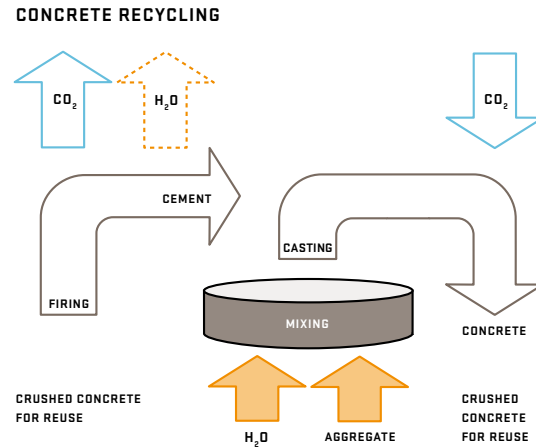 CONCRETE RECYCLING
CO₂
H₂O
CO₂
CEMENT
CASTING
FIRING
MIXING
CONCRETE
CRUSHED CONCRETE
FOR REUSE
H₂O
AGGREGATE
CRUSHED
CONCRETE
FOR REUSE